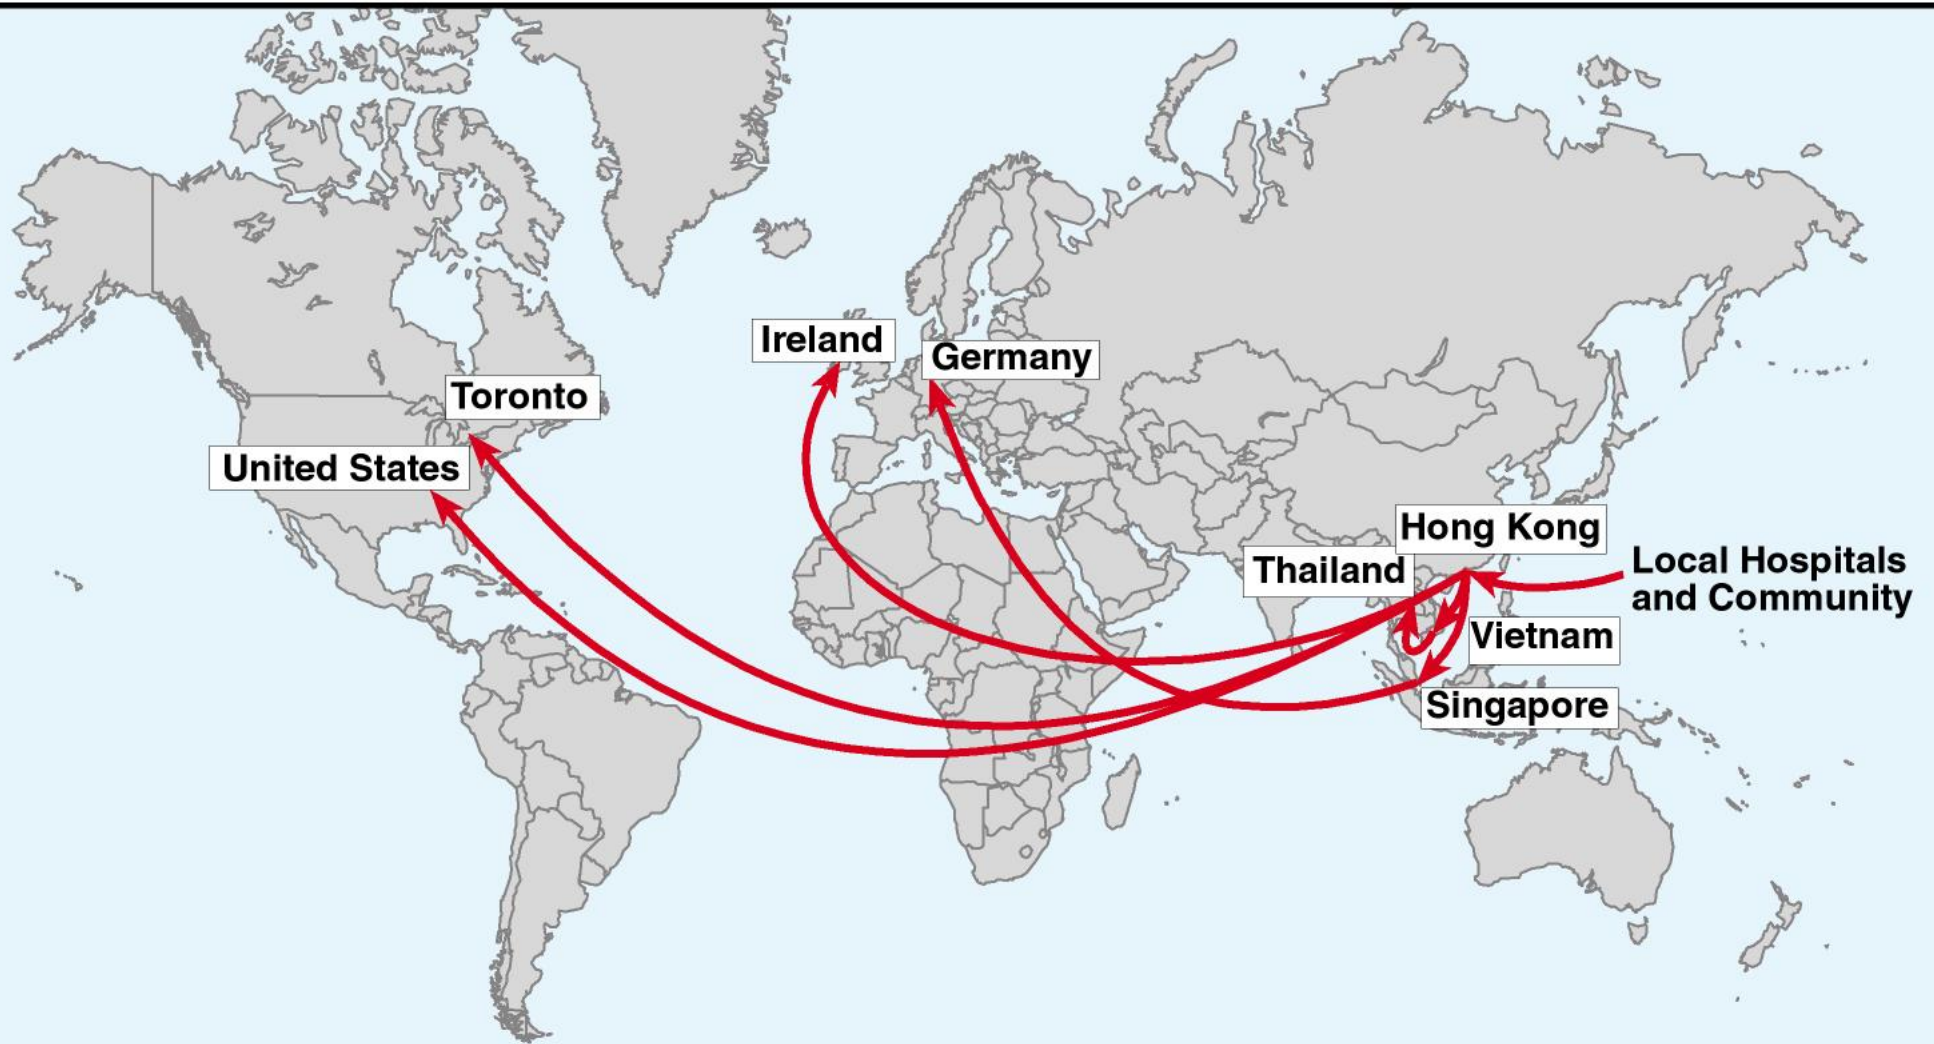 Ireland
Germany
Toronto
United States
Hong Kong
Thailand
Local Hospitals
and Community
Vietnam
Singapore